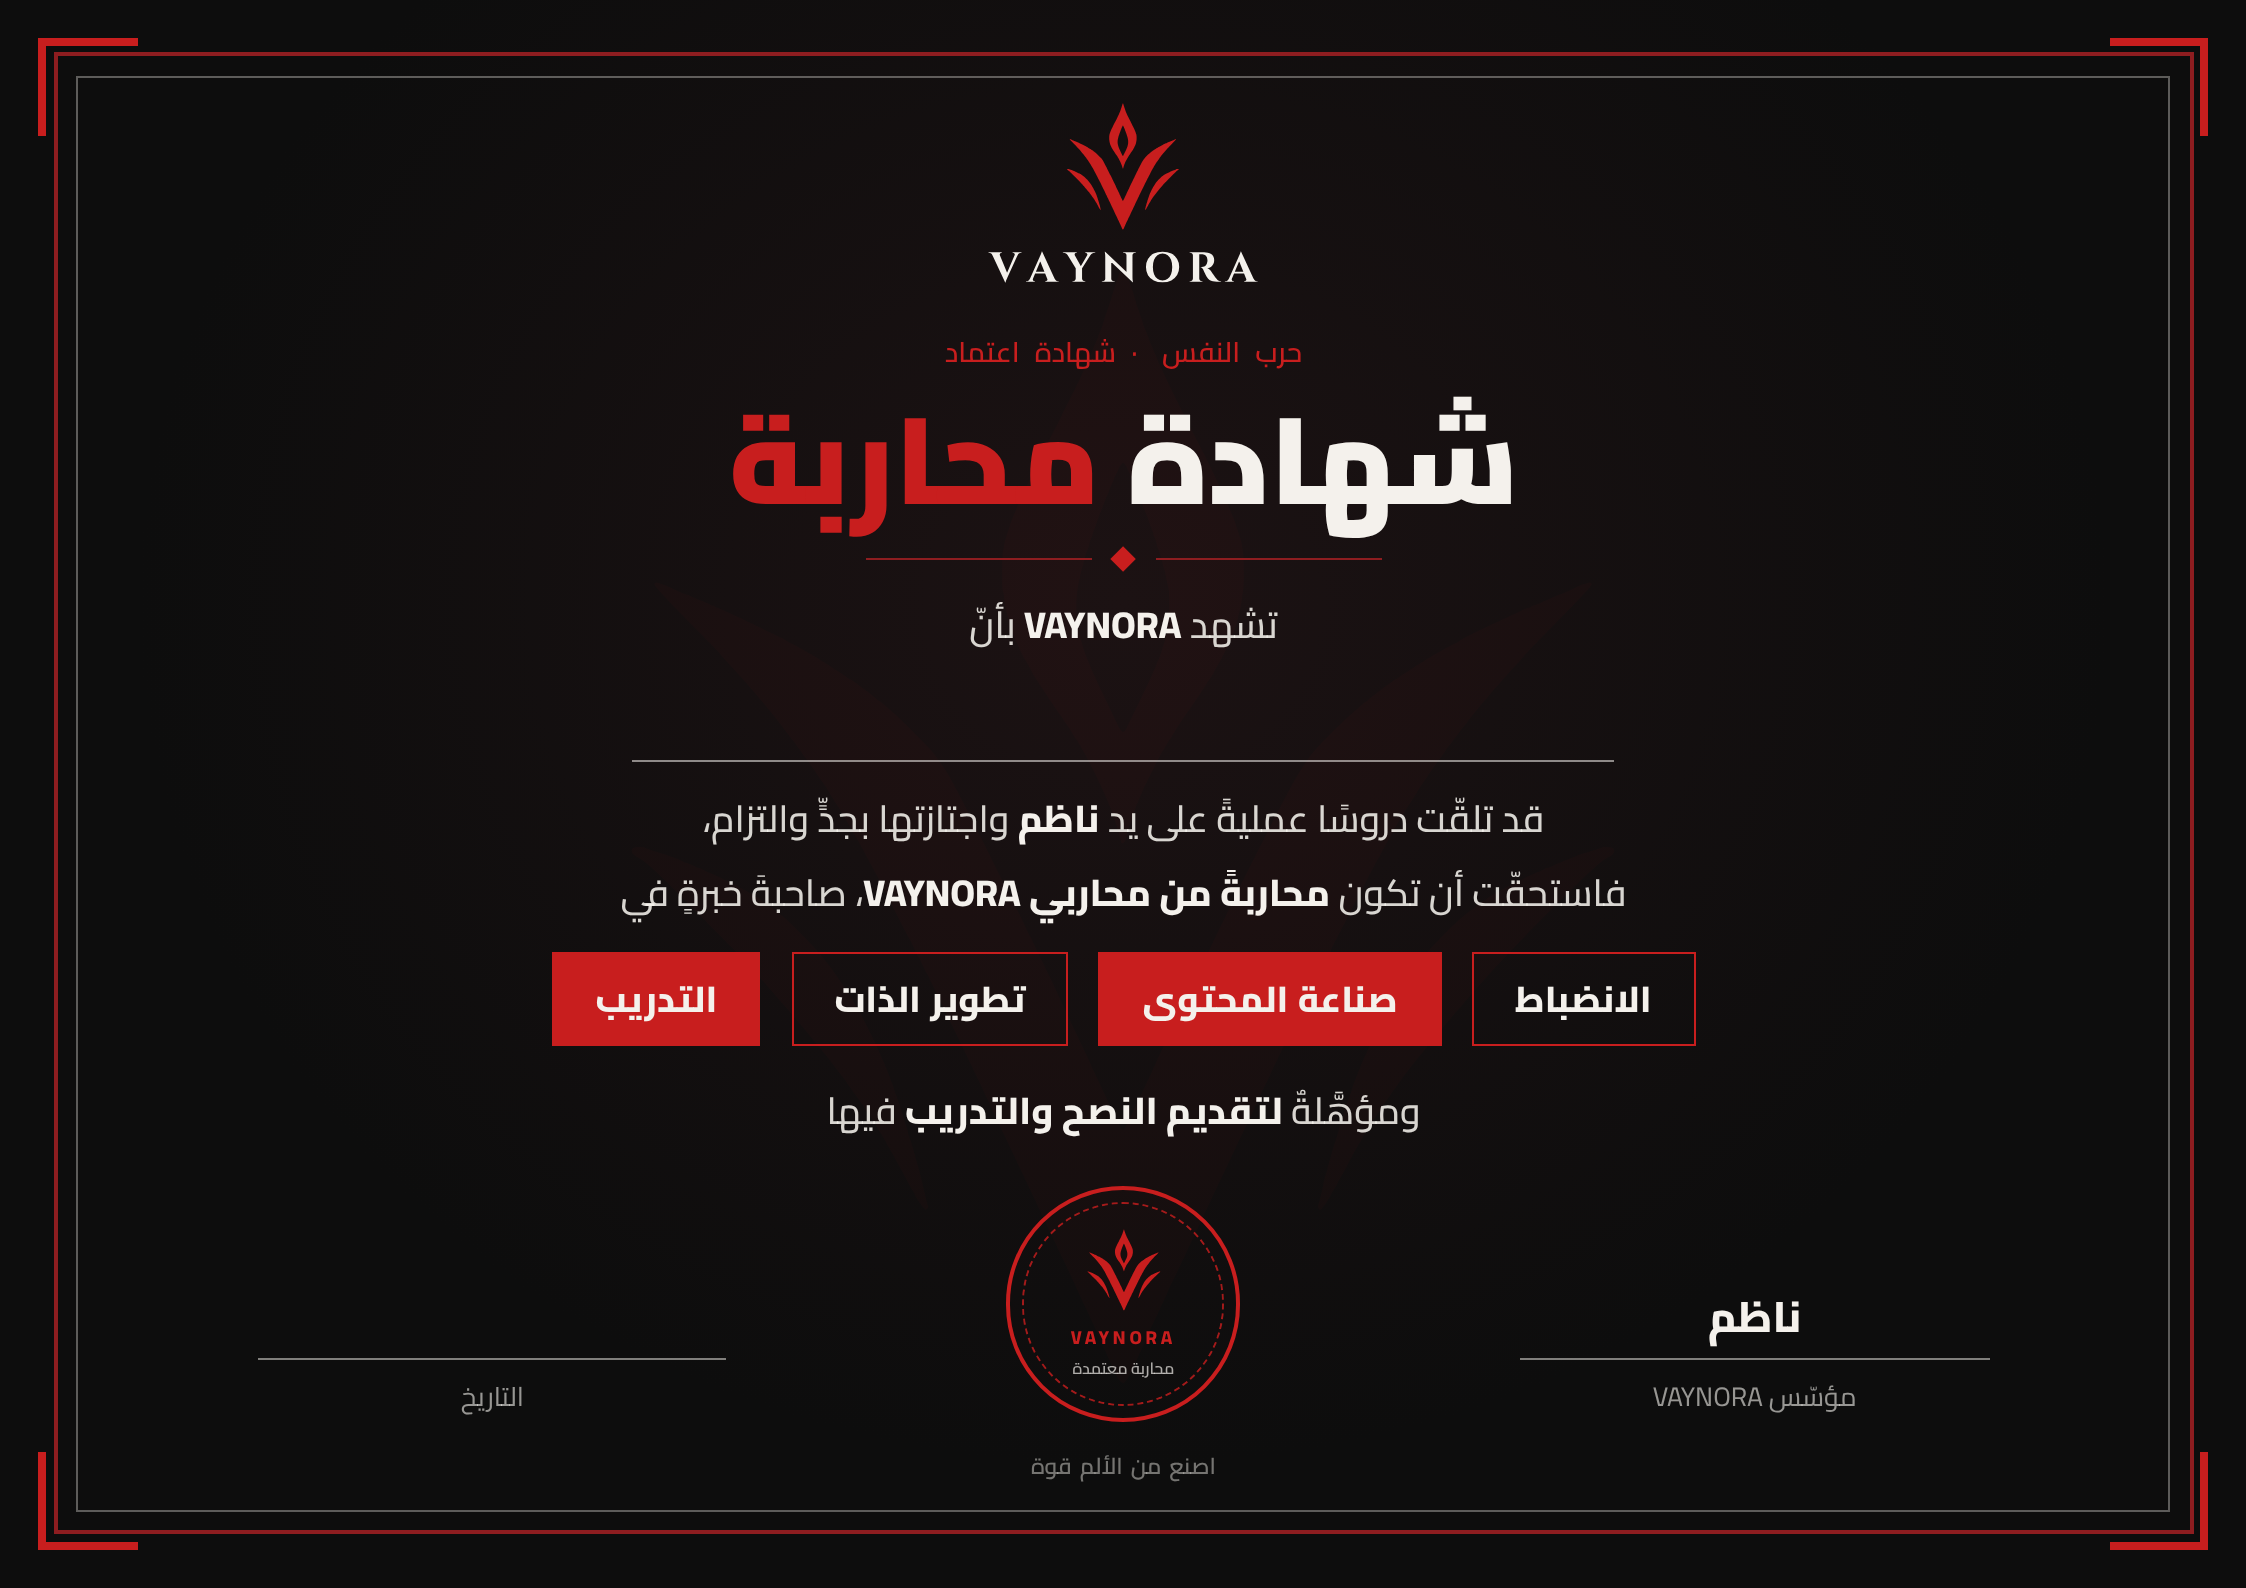 VAYNORA
حرب النفس · شهادة اعتماد
شهادة محاربة
تشهد VAYNORA بأنّ
قد تلقّت دروسًا عمليةً على يد ناظم واجتازتها بجدٍّ والتزام،
فاستحقّت أن تكون محاربةً من محاربي VAYNORA، صاحبةَ خبرةٍ في
الانضباط صناعة المحتوى تطوير الذات التدريب
ومؤهَّلةٌ لتقديم النصح والتدريب فيها
ناظم
مؤسّس VAYNORA
VAYNORA
محاربة معتمدة
التاريخ
اصنع من الألم قوة